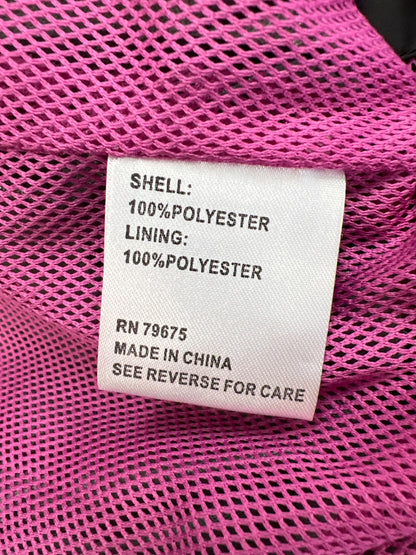 SHELL:
100%POLYESTER
LINING:
100%POLYESTER
RN 79675
MADE IN CHINA
SEE REVERSE FOR CARE